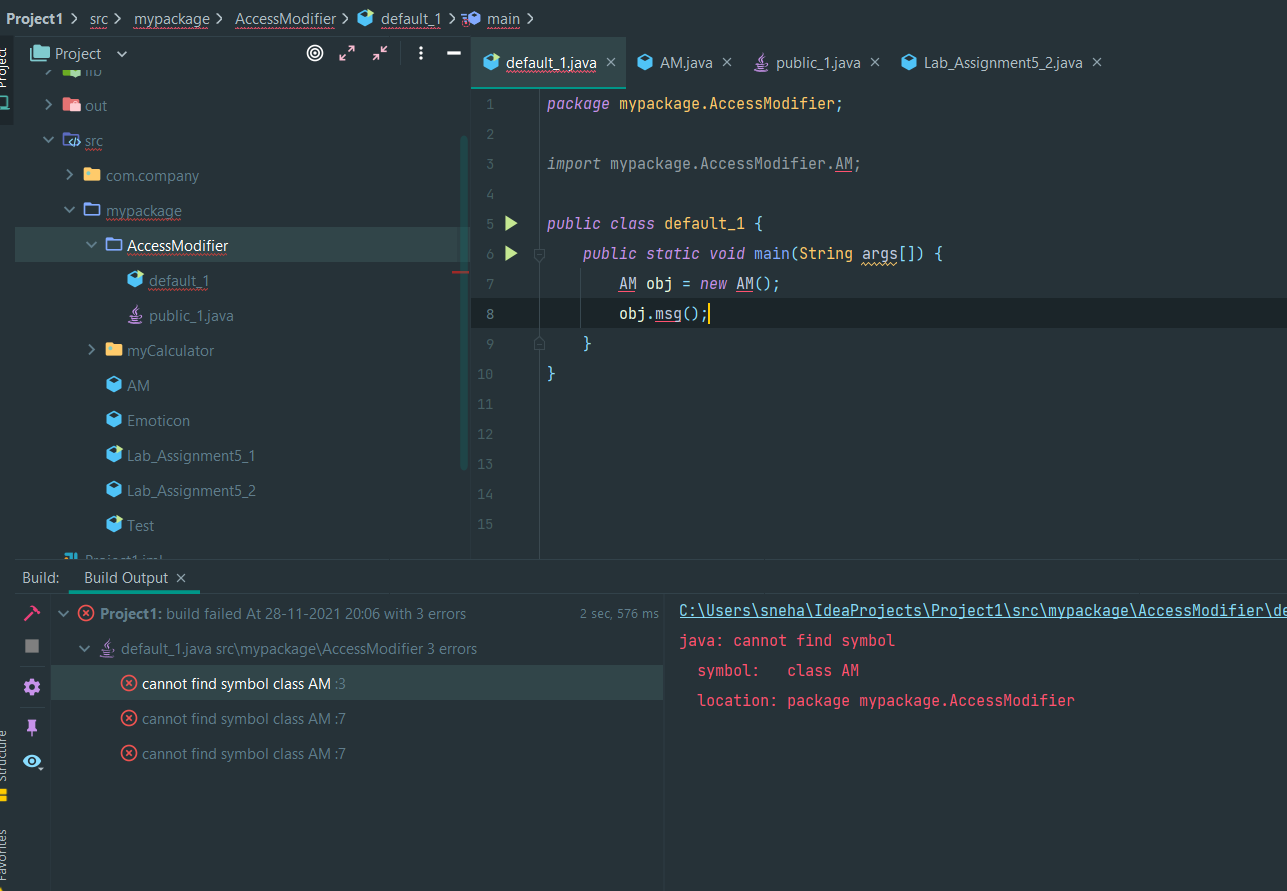 Project1 > src > mypackage > AccessModifier > default_1 > main >
Project
Project
default_1.java × AM.java × public_1.java × Lab_Assignment5_2.java ×
lib
out
src
com.company
mypackage
AccessModifier
default_1
public_1.java
myCalculator
AM
Emoticon
Lab_Assignment5_1
Lab_Assignment5_2
Test
Project1.iml
1 package mypackage.AccessModifier;
2
3 import mypackage.AccessModifier.AM;
4
5 public class default_1 {
6 public static void main(String args[]) {
7 AM obj = new AM();
8 obj.msg();
9 }
10 }
11
12
13
14
15
Build: Build Output ×
Project1: build failed At 28-11-2021 20:06 with 3 errors 2 sec, 576 ms
default_1.java src\mypackage\AccessModifier 3 errors
cannot find symbol class AM :3
cannot find symbol class AM :7
cannot find symbol class AM :7
C:\Users\sneha\IdeaProjects\Project1\src\mypackage\AccessModifier\de
java: cannot find symbol
symbol: class AM
location: package mypackage.AccessModifier
Structure
Favorites